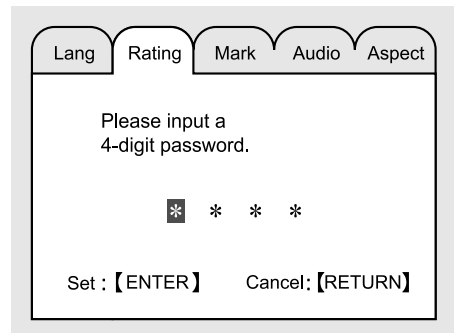 Lang Rating Mark Audio Aspect
Please input a
4-digit password.
* * * *
Set :【ENTER】 Cancel:【RETURN】